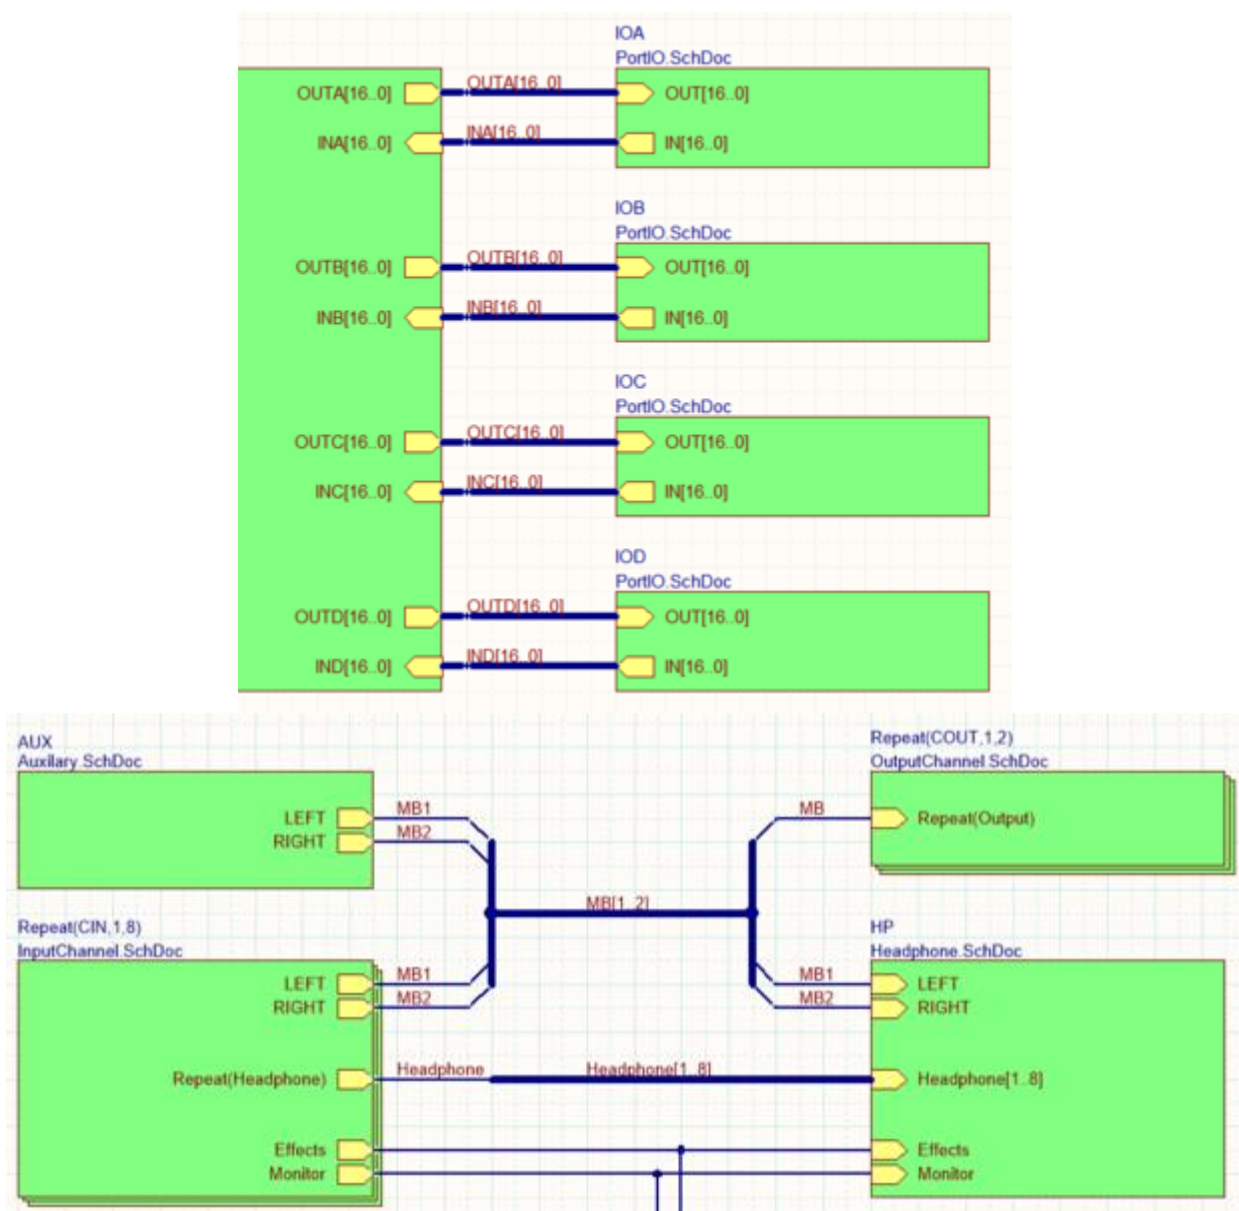 IOA
PortIO.SchDoc
OUTA[16..0] OUTA[16..0] OUT[16..0]
INA[16..0] INA[16..0] IN[16..0]
IOB
PortIO.SchDoc
OUTB[16..0] OUTB[16..0] OUT[16..0]
INB[16..0] INB[16..0] IN[16..0]
IOC
PortIO.SchDoc
OUTC[16..0] OUTC[16..0] OUT[16..0]
INC[16..0] INC[16..0] IN[16..0]
IOD
PortIO.SchDoc
OUTD[16..0] OUTD[16..0] OUT[16..0]
IND[16..0] IND[16..0] IN[16..0]
AUX
Auxilary.SchDoc
Repeat(COUT,1,2)
OutputChannel.SchDoc
LEFT MB1 MB Repeat(Output)
RIGHT MB2
MB[1..2]
Repeat(CIN,1,8)
InputChannel.SchDoc
HP
Headphone.SchDoc
LEFT MB1 MB1 LEFT
RIGHT MB2 MB2 RIGHT
Repeat(Headphone) Headphone Headphone[1..8] Headphone[1..8]
Effects Effects
Monitor Monitor